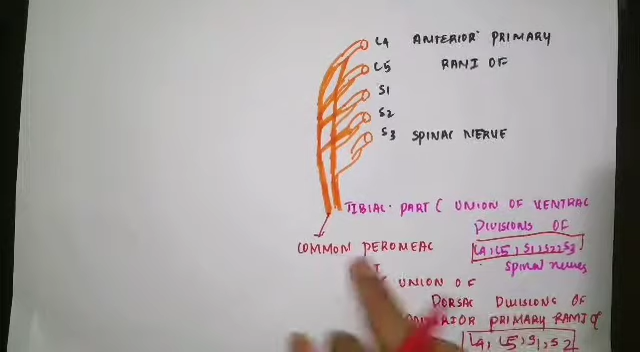 L4 ANTERIOR PRIMARY
L5 RAMI OF
S1
S2
S3 SPINAL NERVE
TIBIAL PART ( UNION OF VENTRAL
DIVISIONS OF
L4, L5, S1, S2, S3
spinal nerves
COMMON PERONEAL
UNION OF
DORSAL DIVISIONS OF
PRIMARY RAMI of
L4, L5, S1, S2